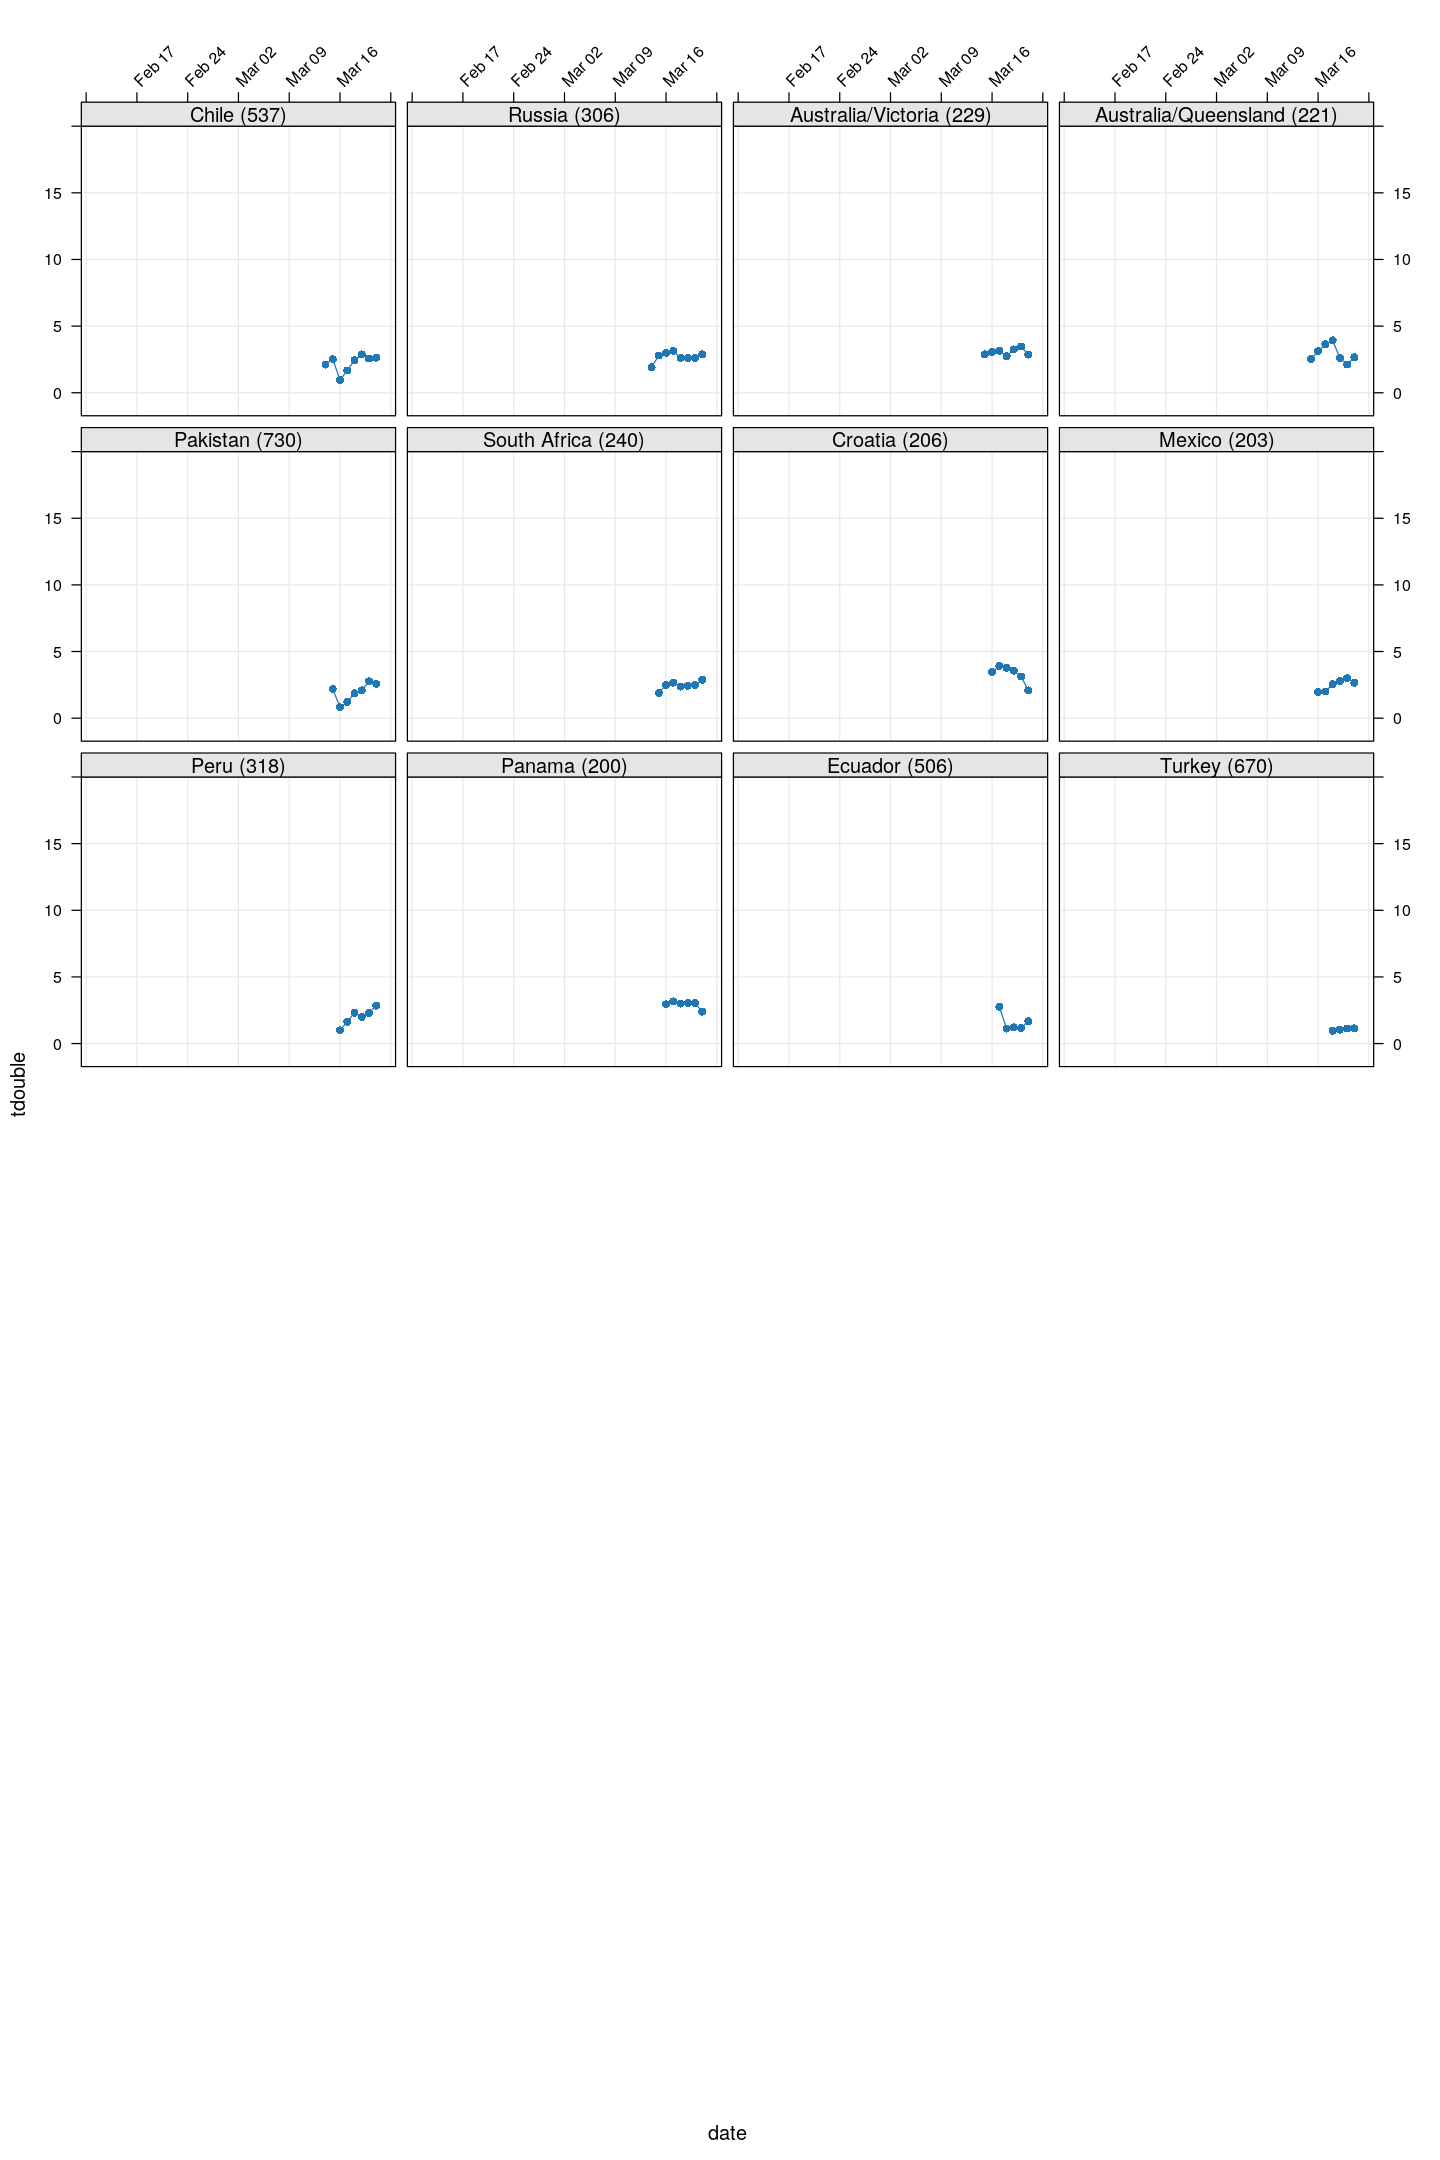 Feb 17 Feb 24 Mar 02 Mar 09 Mar 16 Feb 17 Feb 24 Mar 02 Mar 09 Mar 16 Feb 17 Feb 24 Mar 02 Mar 09 Mar 16 Feb 17 Feb 24 Mar 02 Mar 09 Mar 16
Chile (537) Russia (306) Australia/Victoria (229) Australia/Queensland (221)
15 15
10 10
5 5
0 0
Pakistan (730) South Africa (240) Croatia (206) Mexico (203)
15 15
10 10
5 5
0 0
Peru (318) Panama (200) Ecuador (506) Turkey (670)
15 15
10 10
5 5
0 0
tdouble
date